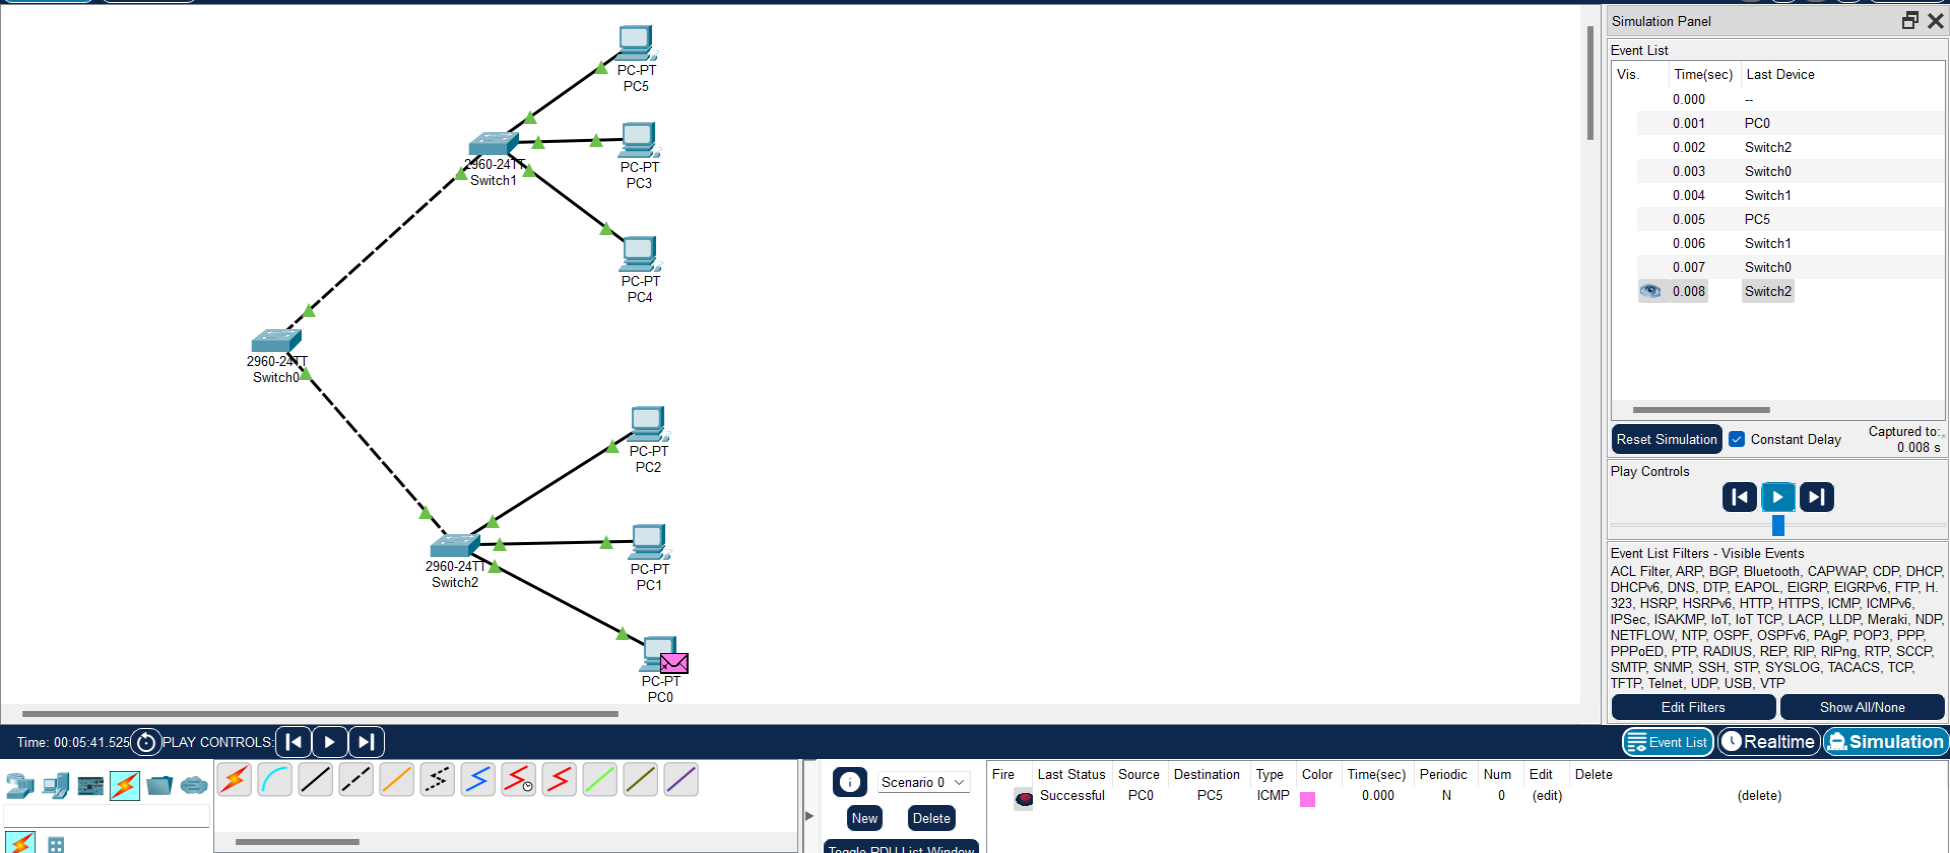 Simulation Panel
Event List
Vis. Time(sec) Last Device
0.000 --
0.001 PC0
0.002 Switch2
0.003 Switch0
0.004 Switch1
0.005 PC5
0.006 Switch1
0.007 Switch0
0.008 Switch2
Reset Simulation Constant Delay Captured to:
0.008 s
Play Controls
Event List Filters - Visible Events
ACL Filter, ARP, BGP, Bluetooth, CAPWAP, CDP, DHCP,
DHCPv6, DNS, DTP, EAPOL, EIGRP, EIGRPv6, FTP, H.
323, HSRP, HSRPv6, HTTP, HTTPS, ICMP, ICMPv6,
IPSec, ISAKMP, IoT, IoT TCP, LACP, LLDP, Meraki, NDP,
NETFLOW, NTP, OSPF, OSPFv6, PAgP, POP3, PPP,
PPPoED, PTP, RADIUS, REP, RIP, RIPng, RTP, SCCP,
SMTP, SNMP, SSH, STP, SYSLOG, TACACS, TCP,
TFTP, Telnet, UDP, USB, VTP
Edit Filters Show All/None
PC-PT
PC5
PC-PT
PC3
2960-24TT
Switch1
PC-PT
PC4
2960-24TT
Switch0
PC-PT
PC2
PC-PT
PC1
2960-24TT
Switch2
PC-PT
PC0
Time: 00:05:41.525 PLAY CONTROLS:
Event List Realtime Simulation
Scenario 0
New Delete
Toggle PDU List Window
Fire Last Status Source Destination Type Color Time(sec) Periodic Num Edit Delete
Successful PC0 PC5 ICMP 0.000 N 0 (edit) (delete)